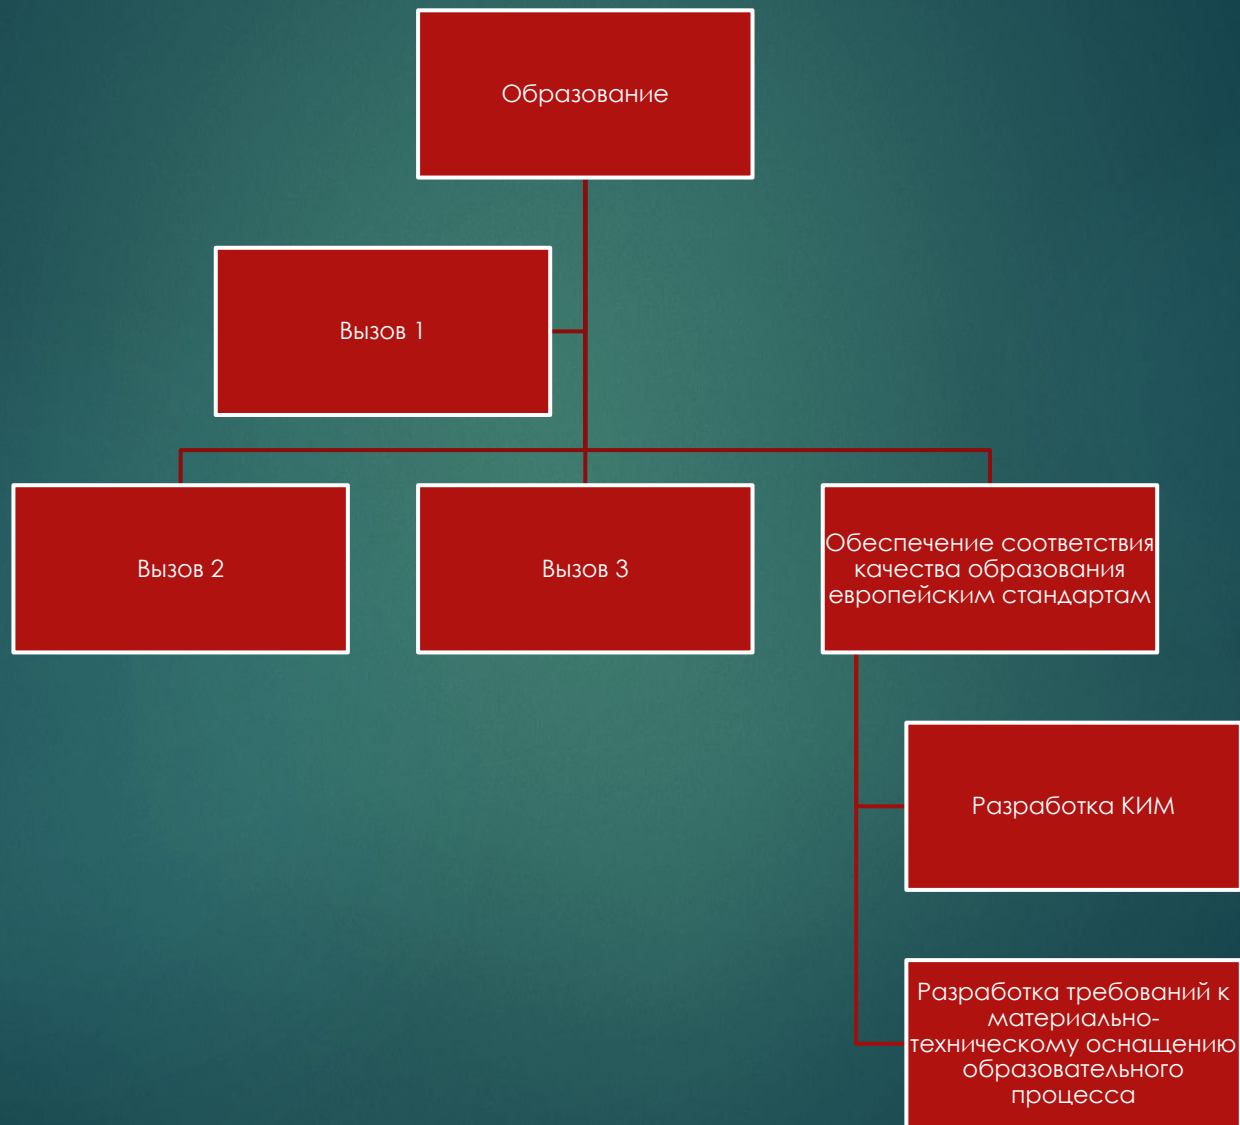 Образование
Вызов 1
Вызов 2
Вызов 3
Обеспечение соответствия
качества образования
европейским стандартам
Разработка КИМ
Разработка требований к
материально-
техническому оснащению
образовательного
процесса